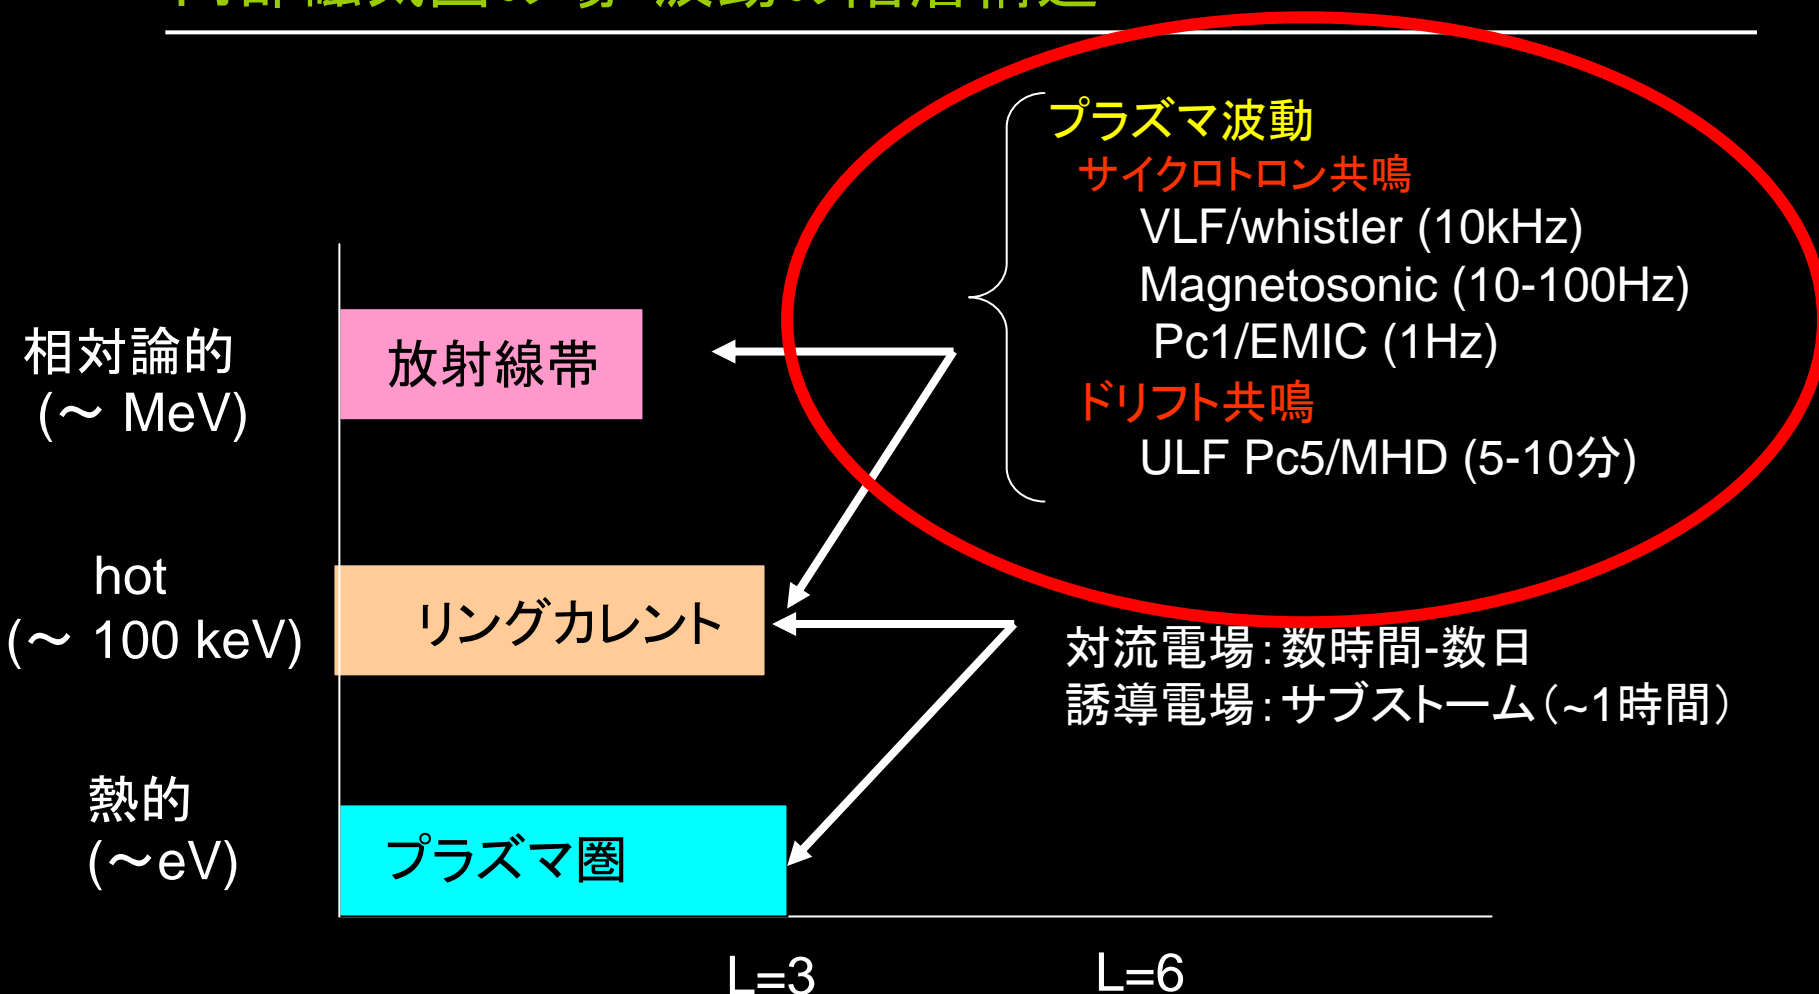 プラズマ波動
サイクロトロン共鳴
VLF/whistler (10kHz)
Magnetosonic (10-100Hz)
Pc1/EMIC (1Hz)
ドリフト共鳴
ULF Pc5/MHD (5-10分)
相対論的
(～ MeV)
放射線帯
hot
(～ 100 keV)
リングカレント
対流電場：数時間-数日
誘導電場：サブストーム（~1時間）
熱的
(～eV)
プラズマ圏
L=3
L=6